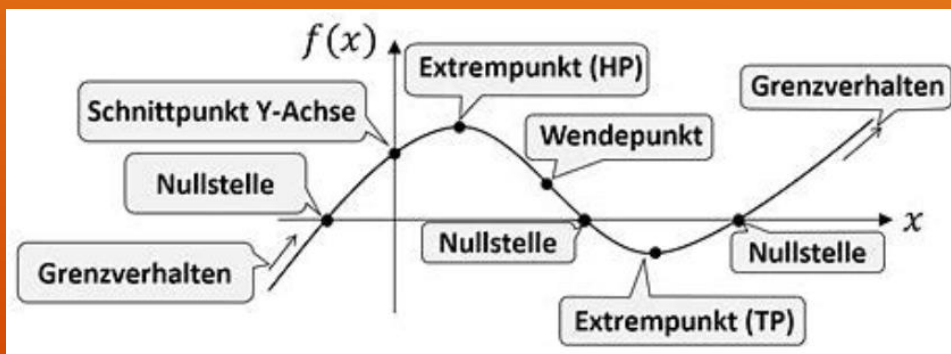 f(x)
Extrempunkt (HP)
Grenzverhalten
Schnittpunkt Y-Achse
Wendepunkt
Nullstelle
x
Nullstelle
Nullstelle
Grenzverhalten
Extrempunkt (TP)